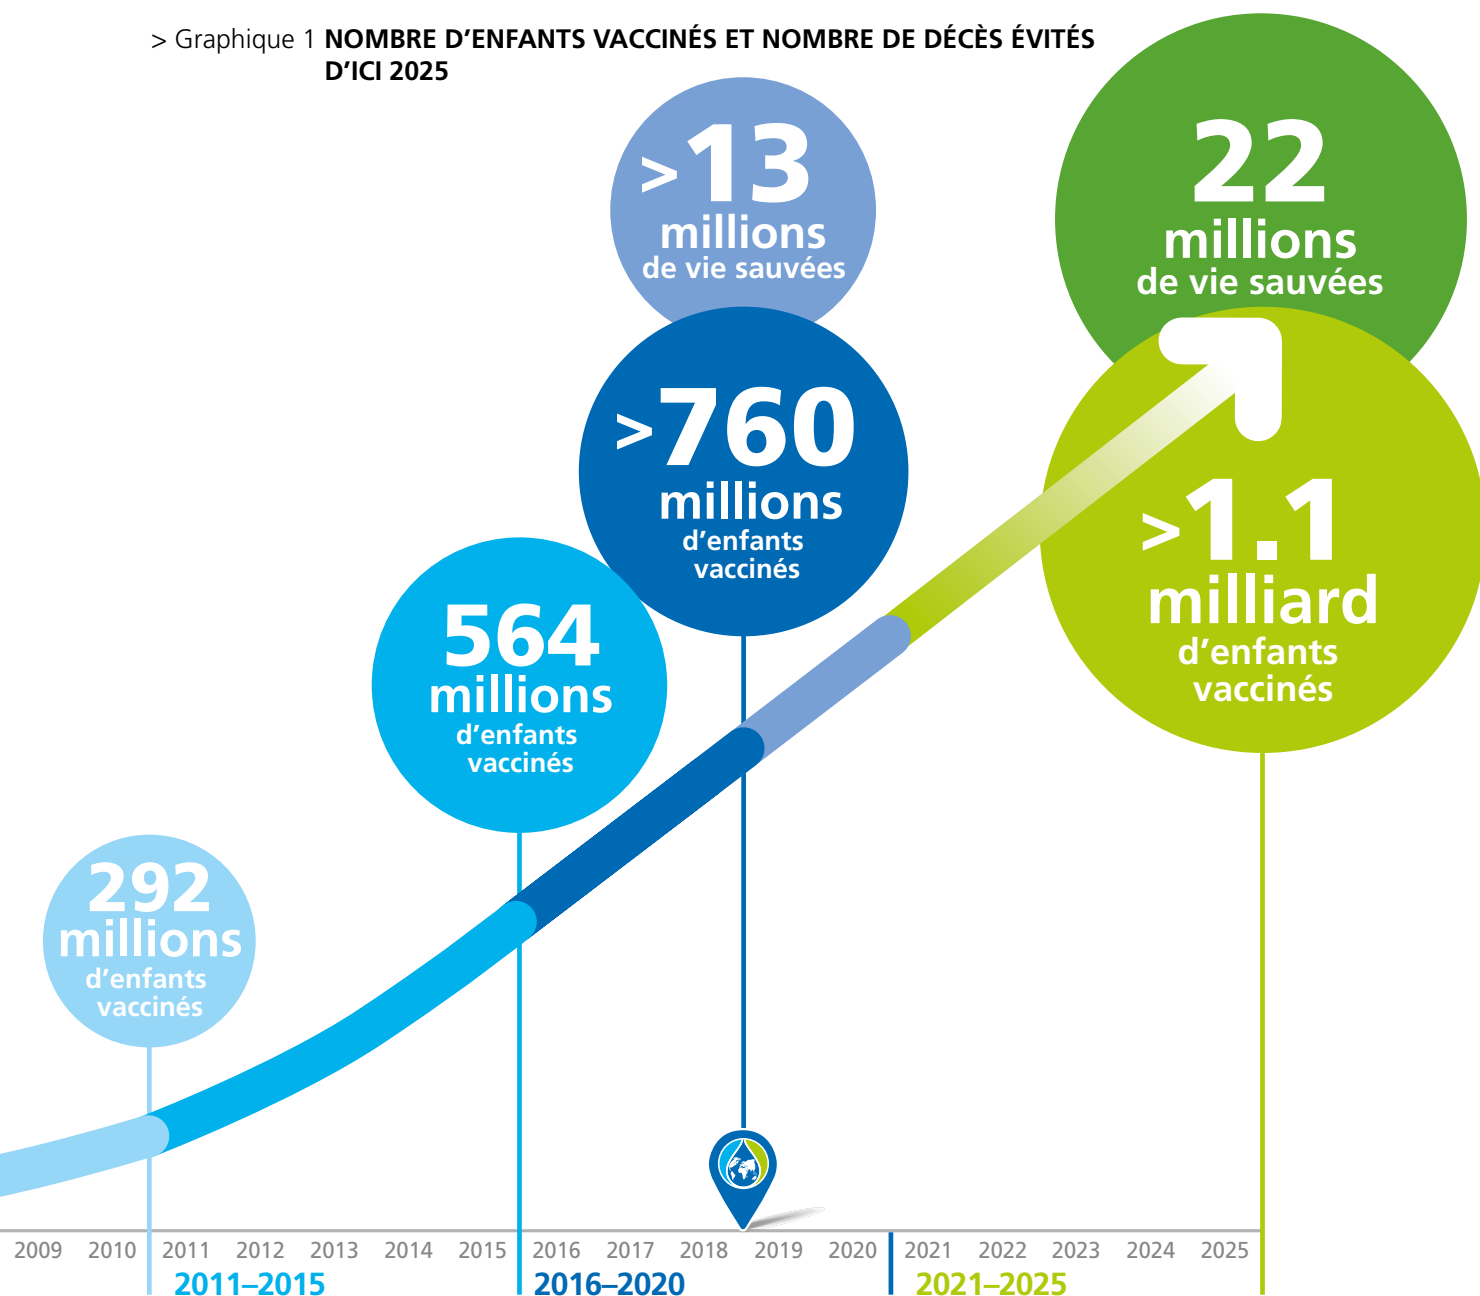 > Graphique 1 NOMBRE D’ENFANTS VACCINÉS ET NOMBRE DE DÉCÈS ÉVITÉS
D’ICI 2025
>13
millions
de vie sauvées
22
millions
de vie sauvées
>760
millions
d’enfants
vaccinés
>1.1
milliard
d’enfants
vaccinés
564
millions
d’enfants
vaccinés
292
millions
d’enfants
vaccinés
2009 2010 2011 2012 2013 2014 2015 2016 2017 2018 2019 2020 2021 2022 2023 2024 2025
2011–2015 2016–2020 2021–2025